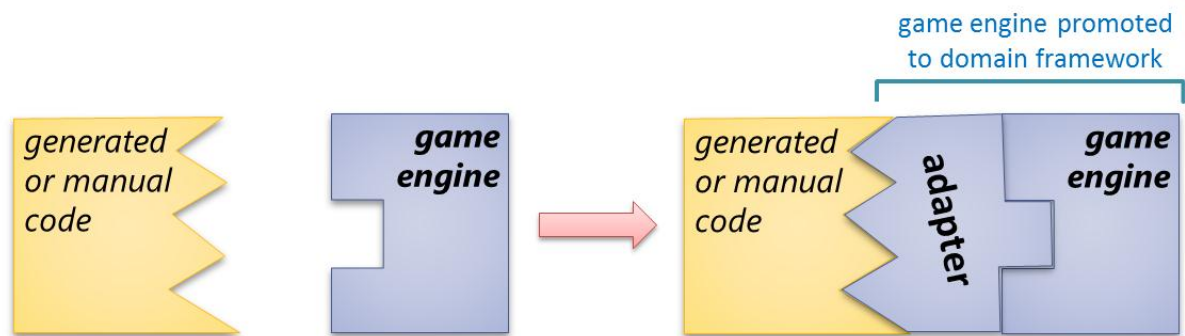 game engine promoted
to domain framework
generated
or manual
code
game
engine
generated
or manual
code
adapter
game
engine